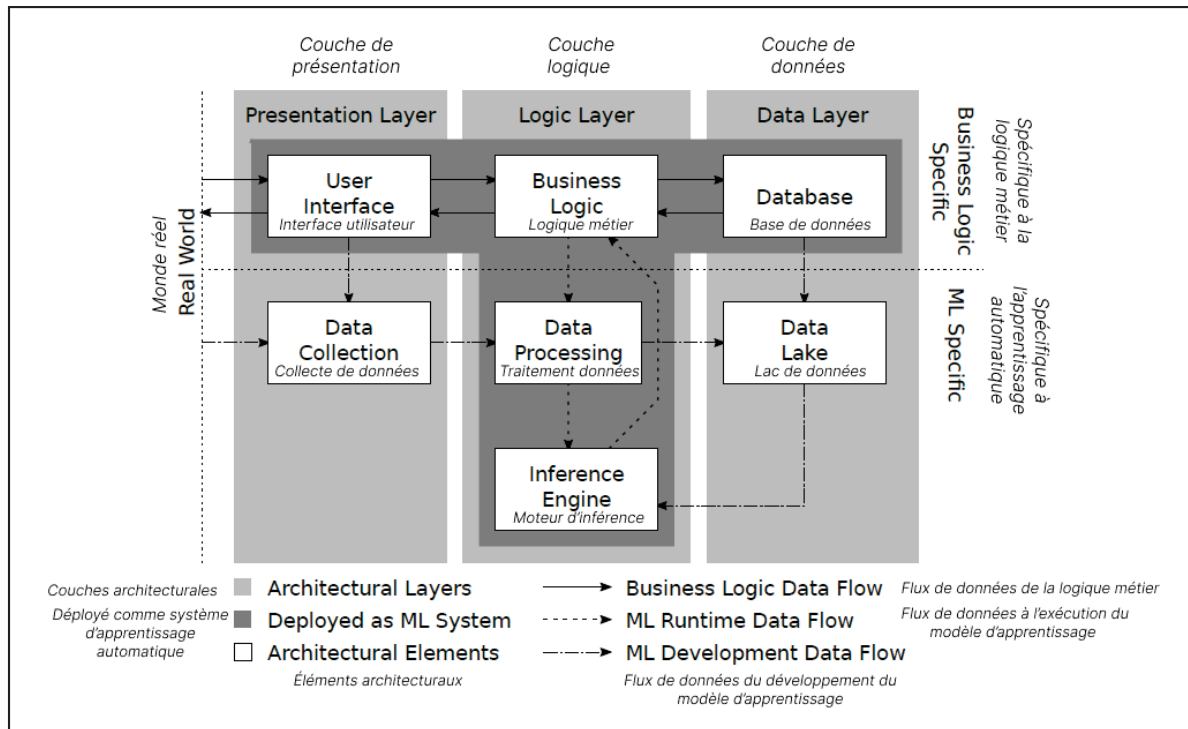 Couche de
présentation
Couche
logique
Couche de
données
Presentation Layer
Logic Layer
Data Layer
Business Logic
Specific
Spécifique à la
logique métier
User
Interface
Interface utilisateur
Business
Logic
Logique métier
Database
Base de données
Monde réel
Real World
Data
Collection
Collecte de données
Data
Processing
Traitement données
Data
Lake
Lac de données
ML Specific
Spécifique à
l'apprentissage
automatique
Inference
Engine
Moteur d'inférence
Couches architecturales
Architectural Layers
Business Logic Data Flow
Flux de données de la logique métier
Déployé comme système
d'apprentissage
automatique
Deployed as ML System
ML Runtime Data Flow
Flux de données à l'exécution du
modèle d'apprentissage
Architectural Elements
Éléments architecturaux
ML Development Data Flow
Flux de données du développement du
modèle d'apprentissage